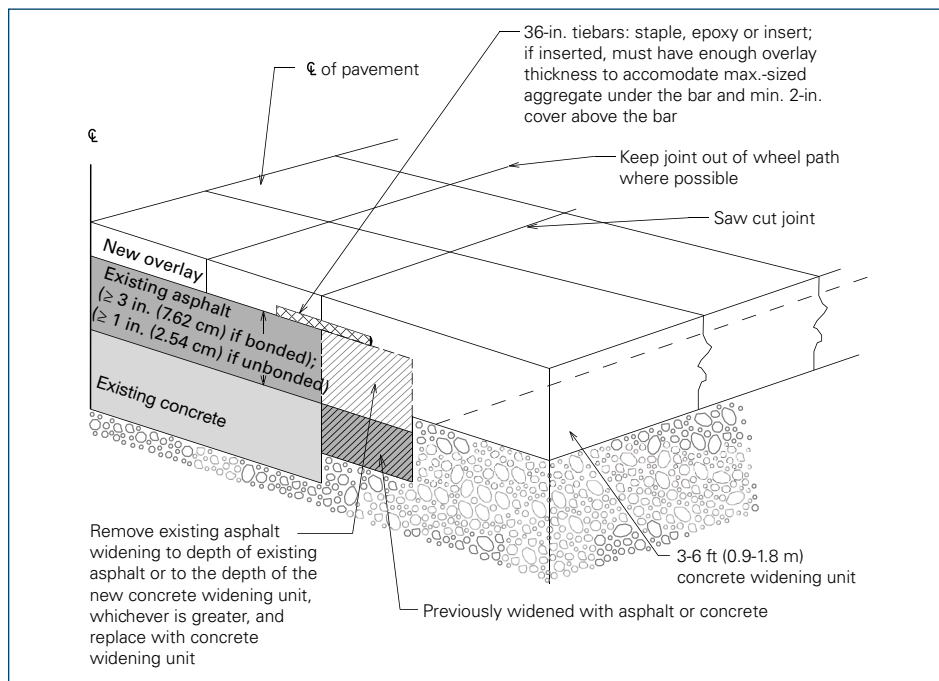 36-in. tiebars: staple, epoxy or insert;
if inserted, must have enough overlay
thickness to accomodate max.-sized
aggregate under the bar and min. 2-in.
cover above the bar
℄ of pavement
℄
Keep joint out of wheel path
where possible
Saw cut joint
New overlay
Existing asphalt
(≥ 3 in. (7.62 cm) if bonded);
(≥ 1 in. (2.54 cm) if unbonded)
Existing concrete
Remove existing asphalt
widening to depth of existing
asphalt or to the depth of the
new concrete widening unit,
whichever is greater, and
replace with concrete
widening unit
Previously widened with asphalt or concrete
3-6 ft (0.9-1.8 m)
concrete widening unit